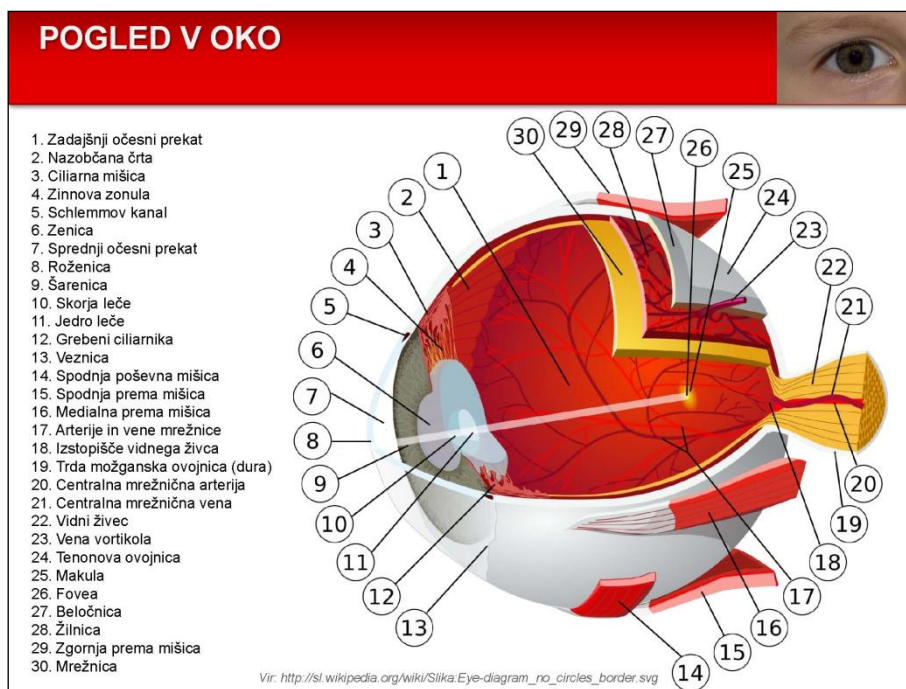 POGLED V OKO
1. Zadajšnji očesni prekat
2. Nazobčana črta
3. Ciliarna mišica
4. Zinnova zonula
5. Schlemmov kanal
6. Zenica
7. Sprednji očesni prekat
8. Roženica
9. Šarenica
10. Skorja leče
11. Jedro leče
12. Grebeni ciliarnika
13. Veznica
14. Spodnja poševna mišica
15. Spodnja prema mišica
16. Medialna prema mišica
17. Arterije in vene mrežnice
18. Izstopišče vidnega živca
19. Trda možganska ovojnica (dura)
20. Centralna mrežnična arterija
21. Centralna mrežnična vena
22. Vidni živec
23. Vena vortikola
24. Tenonova ovojnica
25. Makula
26. Fovea
27. Beločnica
28. Žilnica
29. Zgornja prema mišica
30. Mrežnica
30
29
28
27
26
25
24
23
22
21
20
19
18
17
16
15
14
13
12
11
10
9
8
7
6
5
4
3
2
1
Vir: http://sl.wikipedia.org/wiki/Slika:Eye-diagram_no_circles_border.svg